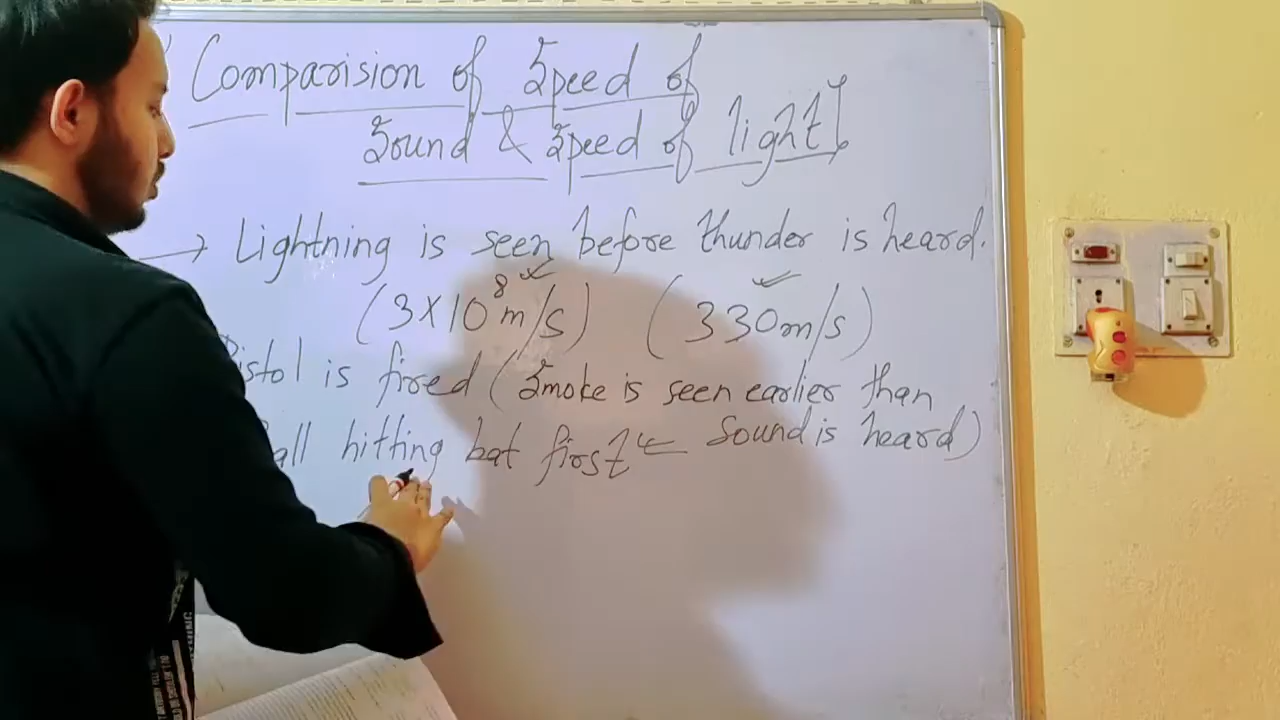 Comparision of Speed of
Sound & Speed of light
→ Lightning is seen before thunder is heard.
(3×10⁸ m/s) (330m/s)
Pistol is fired (Smoke is seen earlier than
Sound is heard)
Ball hitting bat first ←